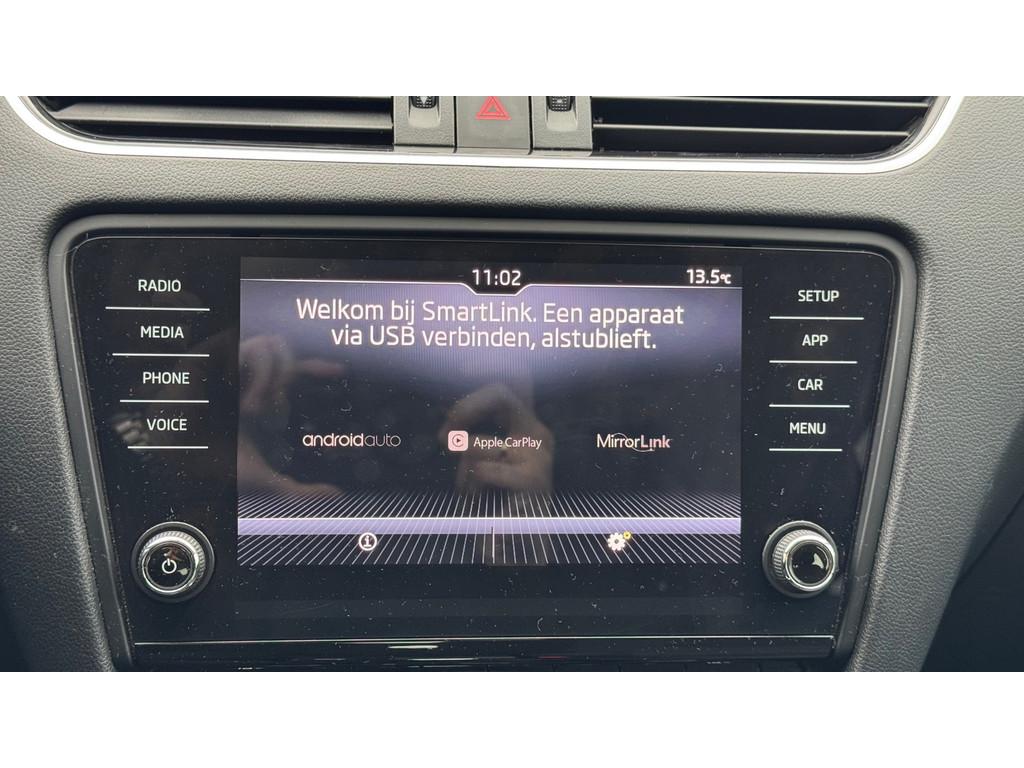 11:02
13.5°C
Welkom bij SmartLink. Een apparaat
via USB verbinden, alstublieft.
androidauto
Apple CarPlay
MirrorLink
RADIO
MEDIA
PHONE
VOICE
SETUP
APP
CAR
MENU